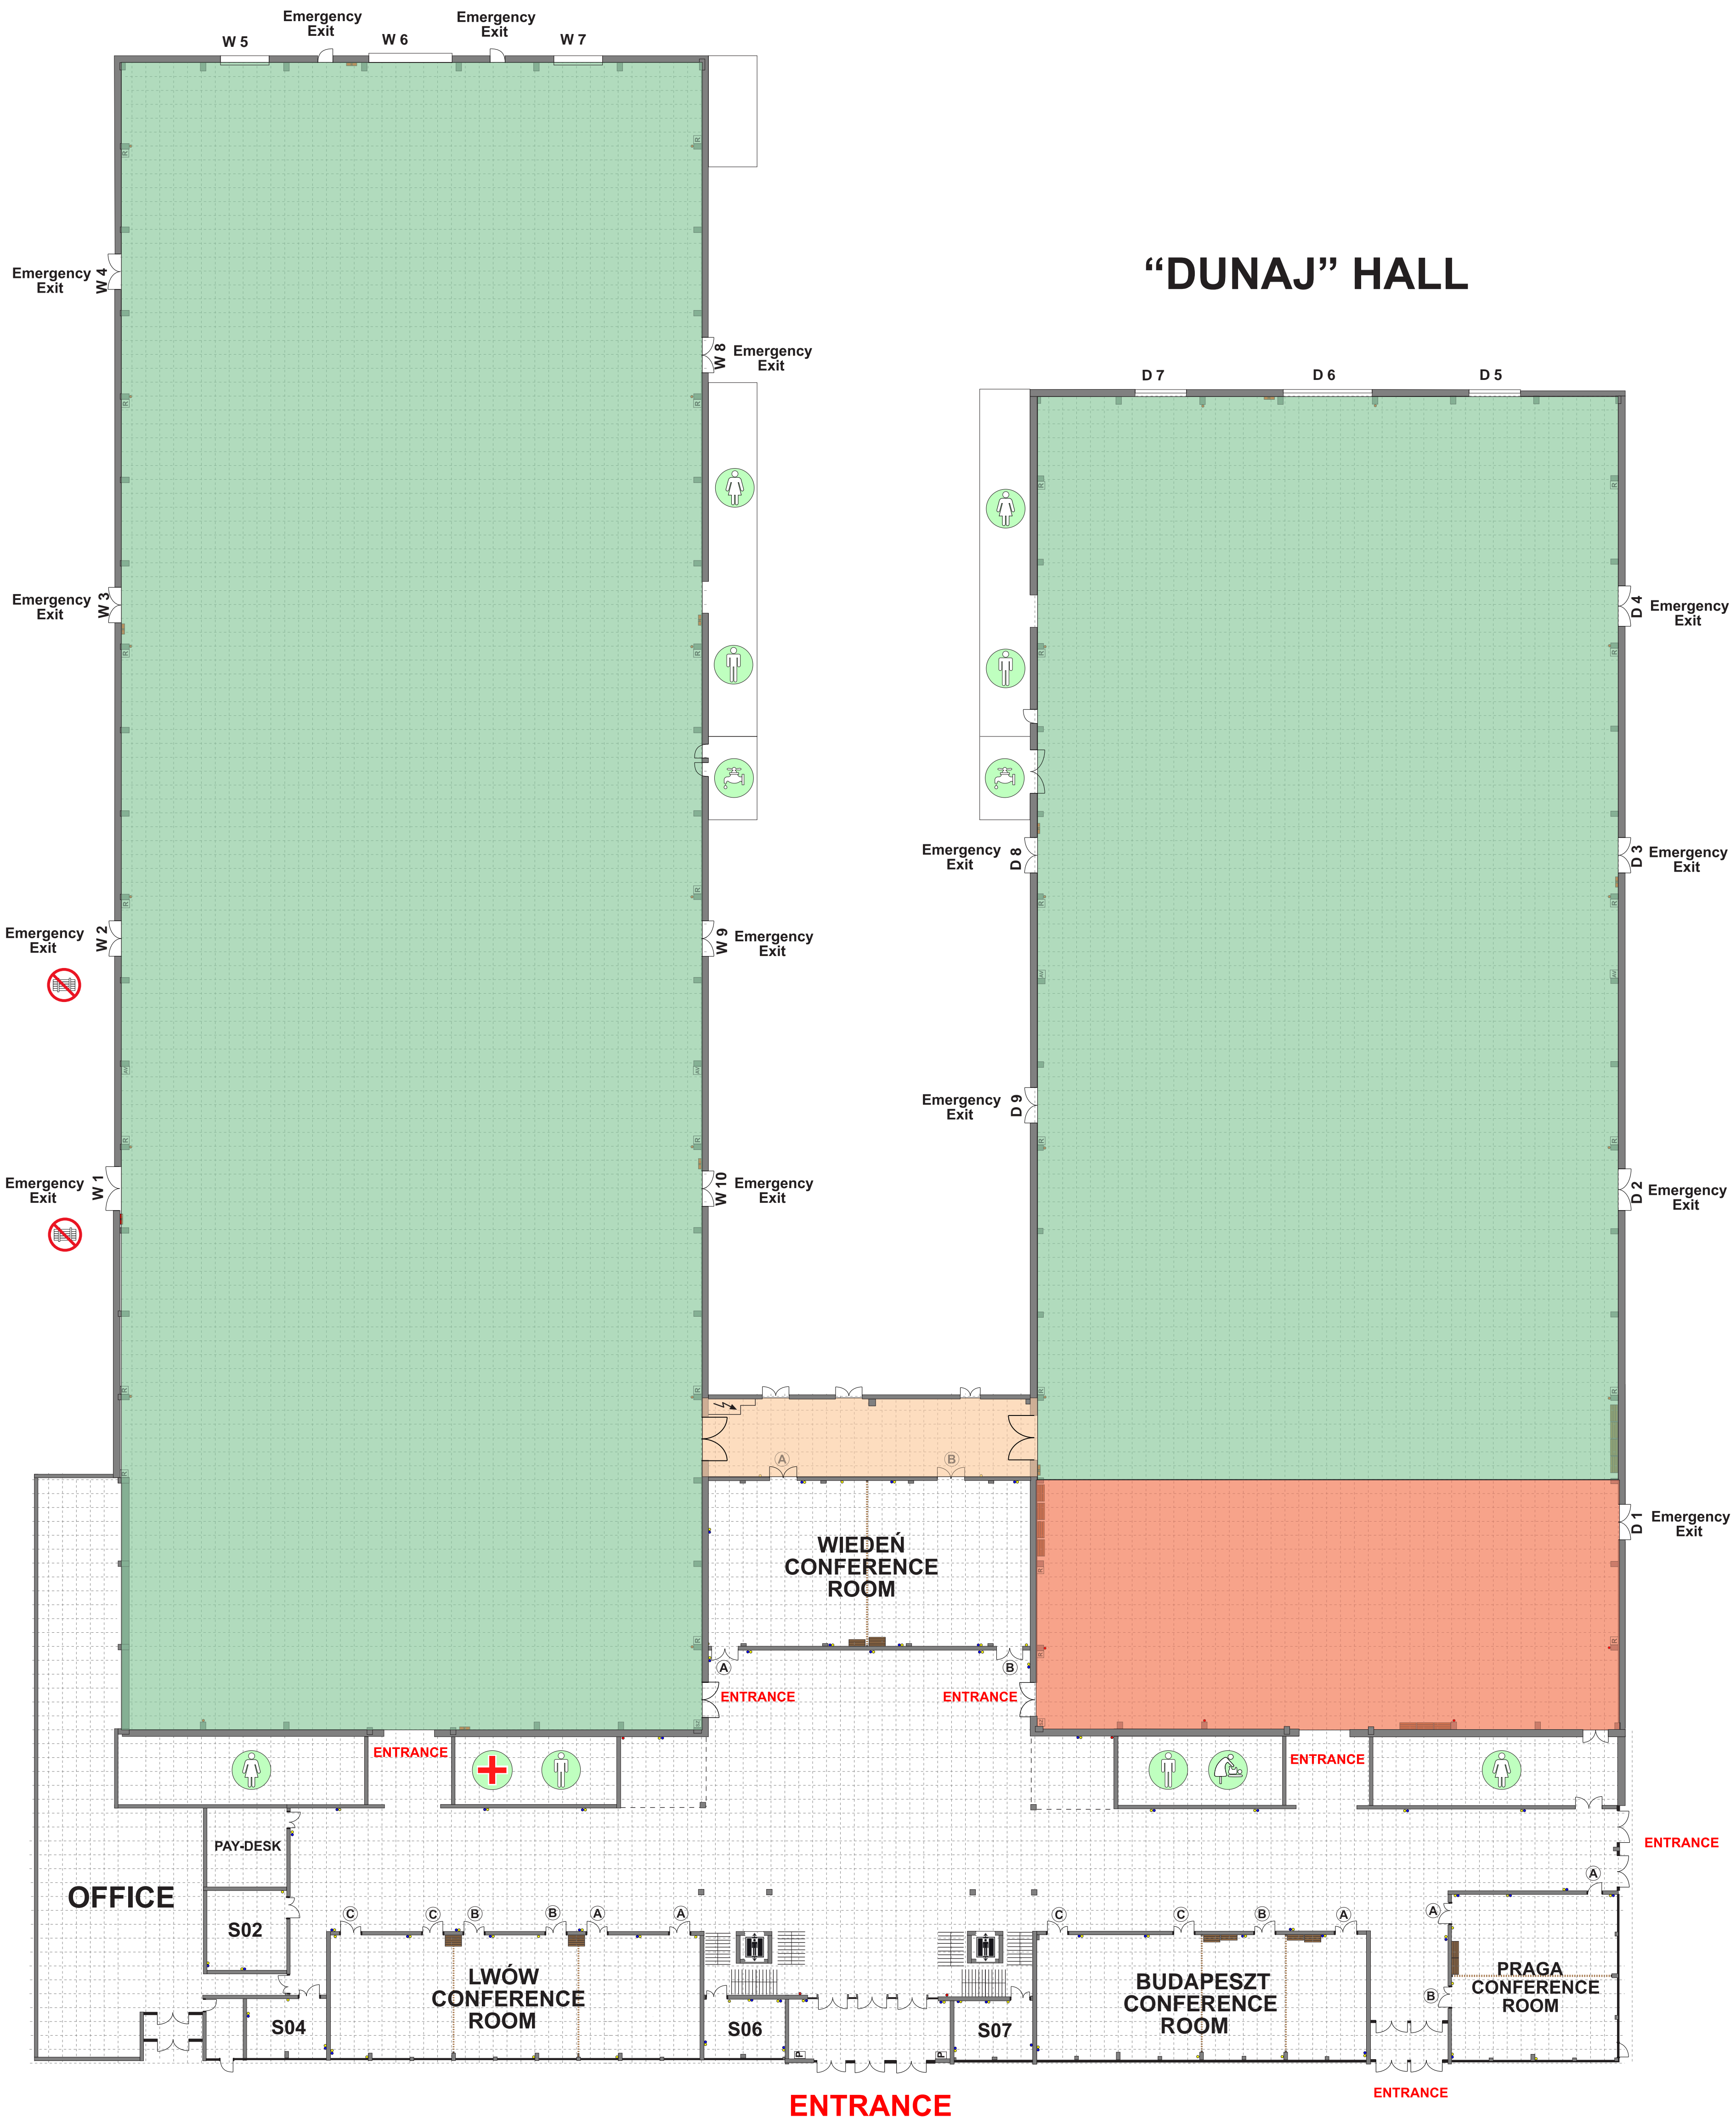 Emergency
Exit
Emergency
Exit
W 5
W 6
W 7
“DUNAJ” HALL
Emergency
Exit
W 4
W 8
Emergency
Exit
D 7
D 6
D 5
Emergency
Exit
W 3
D 4
Emergency
Exit
Emergency
Exit
D 8
D 3
Emergency
Exit
Emergency
Exit
W 2
W 9
Emergency
Exit
Emergency
Exit
D 9
Emergency
Exit
W 1
W 10
Emergency
Exit
D 2
Emergency
Exit
A
B
D 1
Emergency
Exit
WIEDEŃ
CONFERENCE
ROOM
A
B
ENTRANCE
ENTRANCE
ENTRANCE
ENTRANCE
PAY-DESK
ENTRANCE
OFFICE
S02
C
C
B
B
A
A
C
C
B
A
A
A
B
LWÓW
CONFERENCE
ROOM
BUDAPESZT
CONFERENCE
ROOM
PRAGA
CONFERENCE
ROOM
S04
S06
S07
P
P
ENTRANCE
ENTRANCE